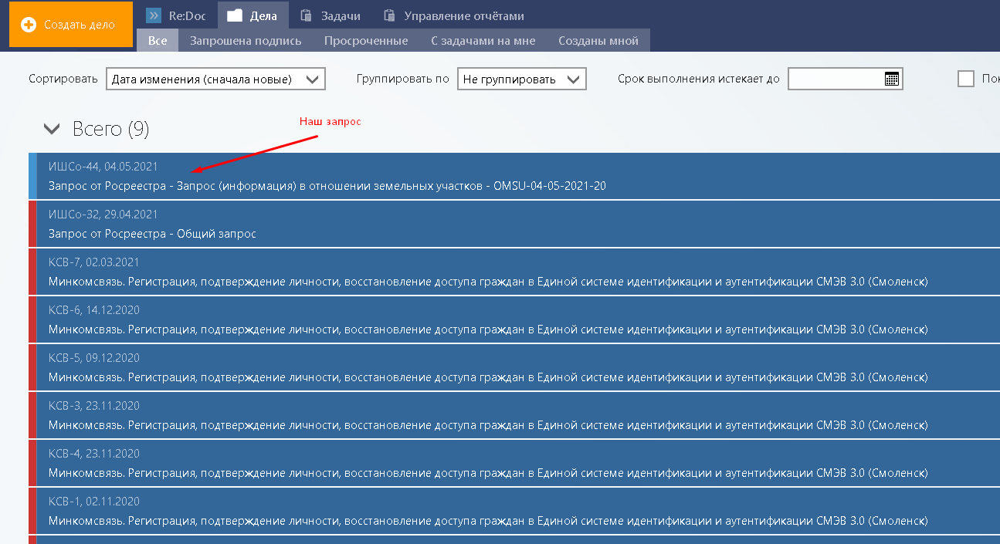 Создать дело
Re:Doc Дела Задачи Управление отчётами
Все Запрошена подпись Просроченные С задачами на мне Созданы мной
Сортировать Дата изменения (сначала новые) Группировать по Не группировать Срок выполнения истекает до
Всего (9)
Наш запрос
ИШСо-44, 04.05.2021
Запрос от Росреестра - Запрос (информация) в отношении земельных участков - OMSU-04-05-2021-20
ИШСо-32, 29.04.2021
Запрос от Росреестра - Общий запрос
КСВ-7, 02.03.2021
Минкомсвязь. Регистрация, подтверждение личности, восстановление доступа граждан в Единой системе идентификации и аутентификации СМЭВ 3.0 (Смоленск)
КСВ-6, 14.12.2020
Минкомсвязь. Регистрация, подтверждение личности, восстановление доступа граждан в Единой системе идентификации и аутентификации СМЭВ 3.0 (Смоленск)
КСВ-5, 09.12.2020
Минкомсвязь. Регистрация, подтверждение личности, восстановление доступа граждан в Единой системе идентификации и аутентификации СМЭВ 3.0 (Смоленск)
КСВ-3, 23.11.2020
Минкомсвязь. Регистрация, подтверждение личности, восстановление доступа граждан в Единой системе идентификации и аутентификации СМЭВ 3.0 (Смоленск)
КСВ-4, 23.11.2020
Минкомсвязь. Регистрация, подтверждение личности, восстановление доступа граждан в Единой системе идентификации и аутентификации СМЭВ 3.0 (Смоленск)
КСВ-1, 02.11.2020
Минкомсвязь. Регистрация, подтверждение личности, восстановление доступа граждан в Единой системе идентификации и аутентификации СМЭВ 3.0 (Смоленск)